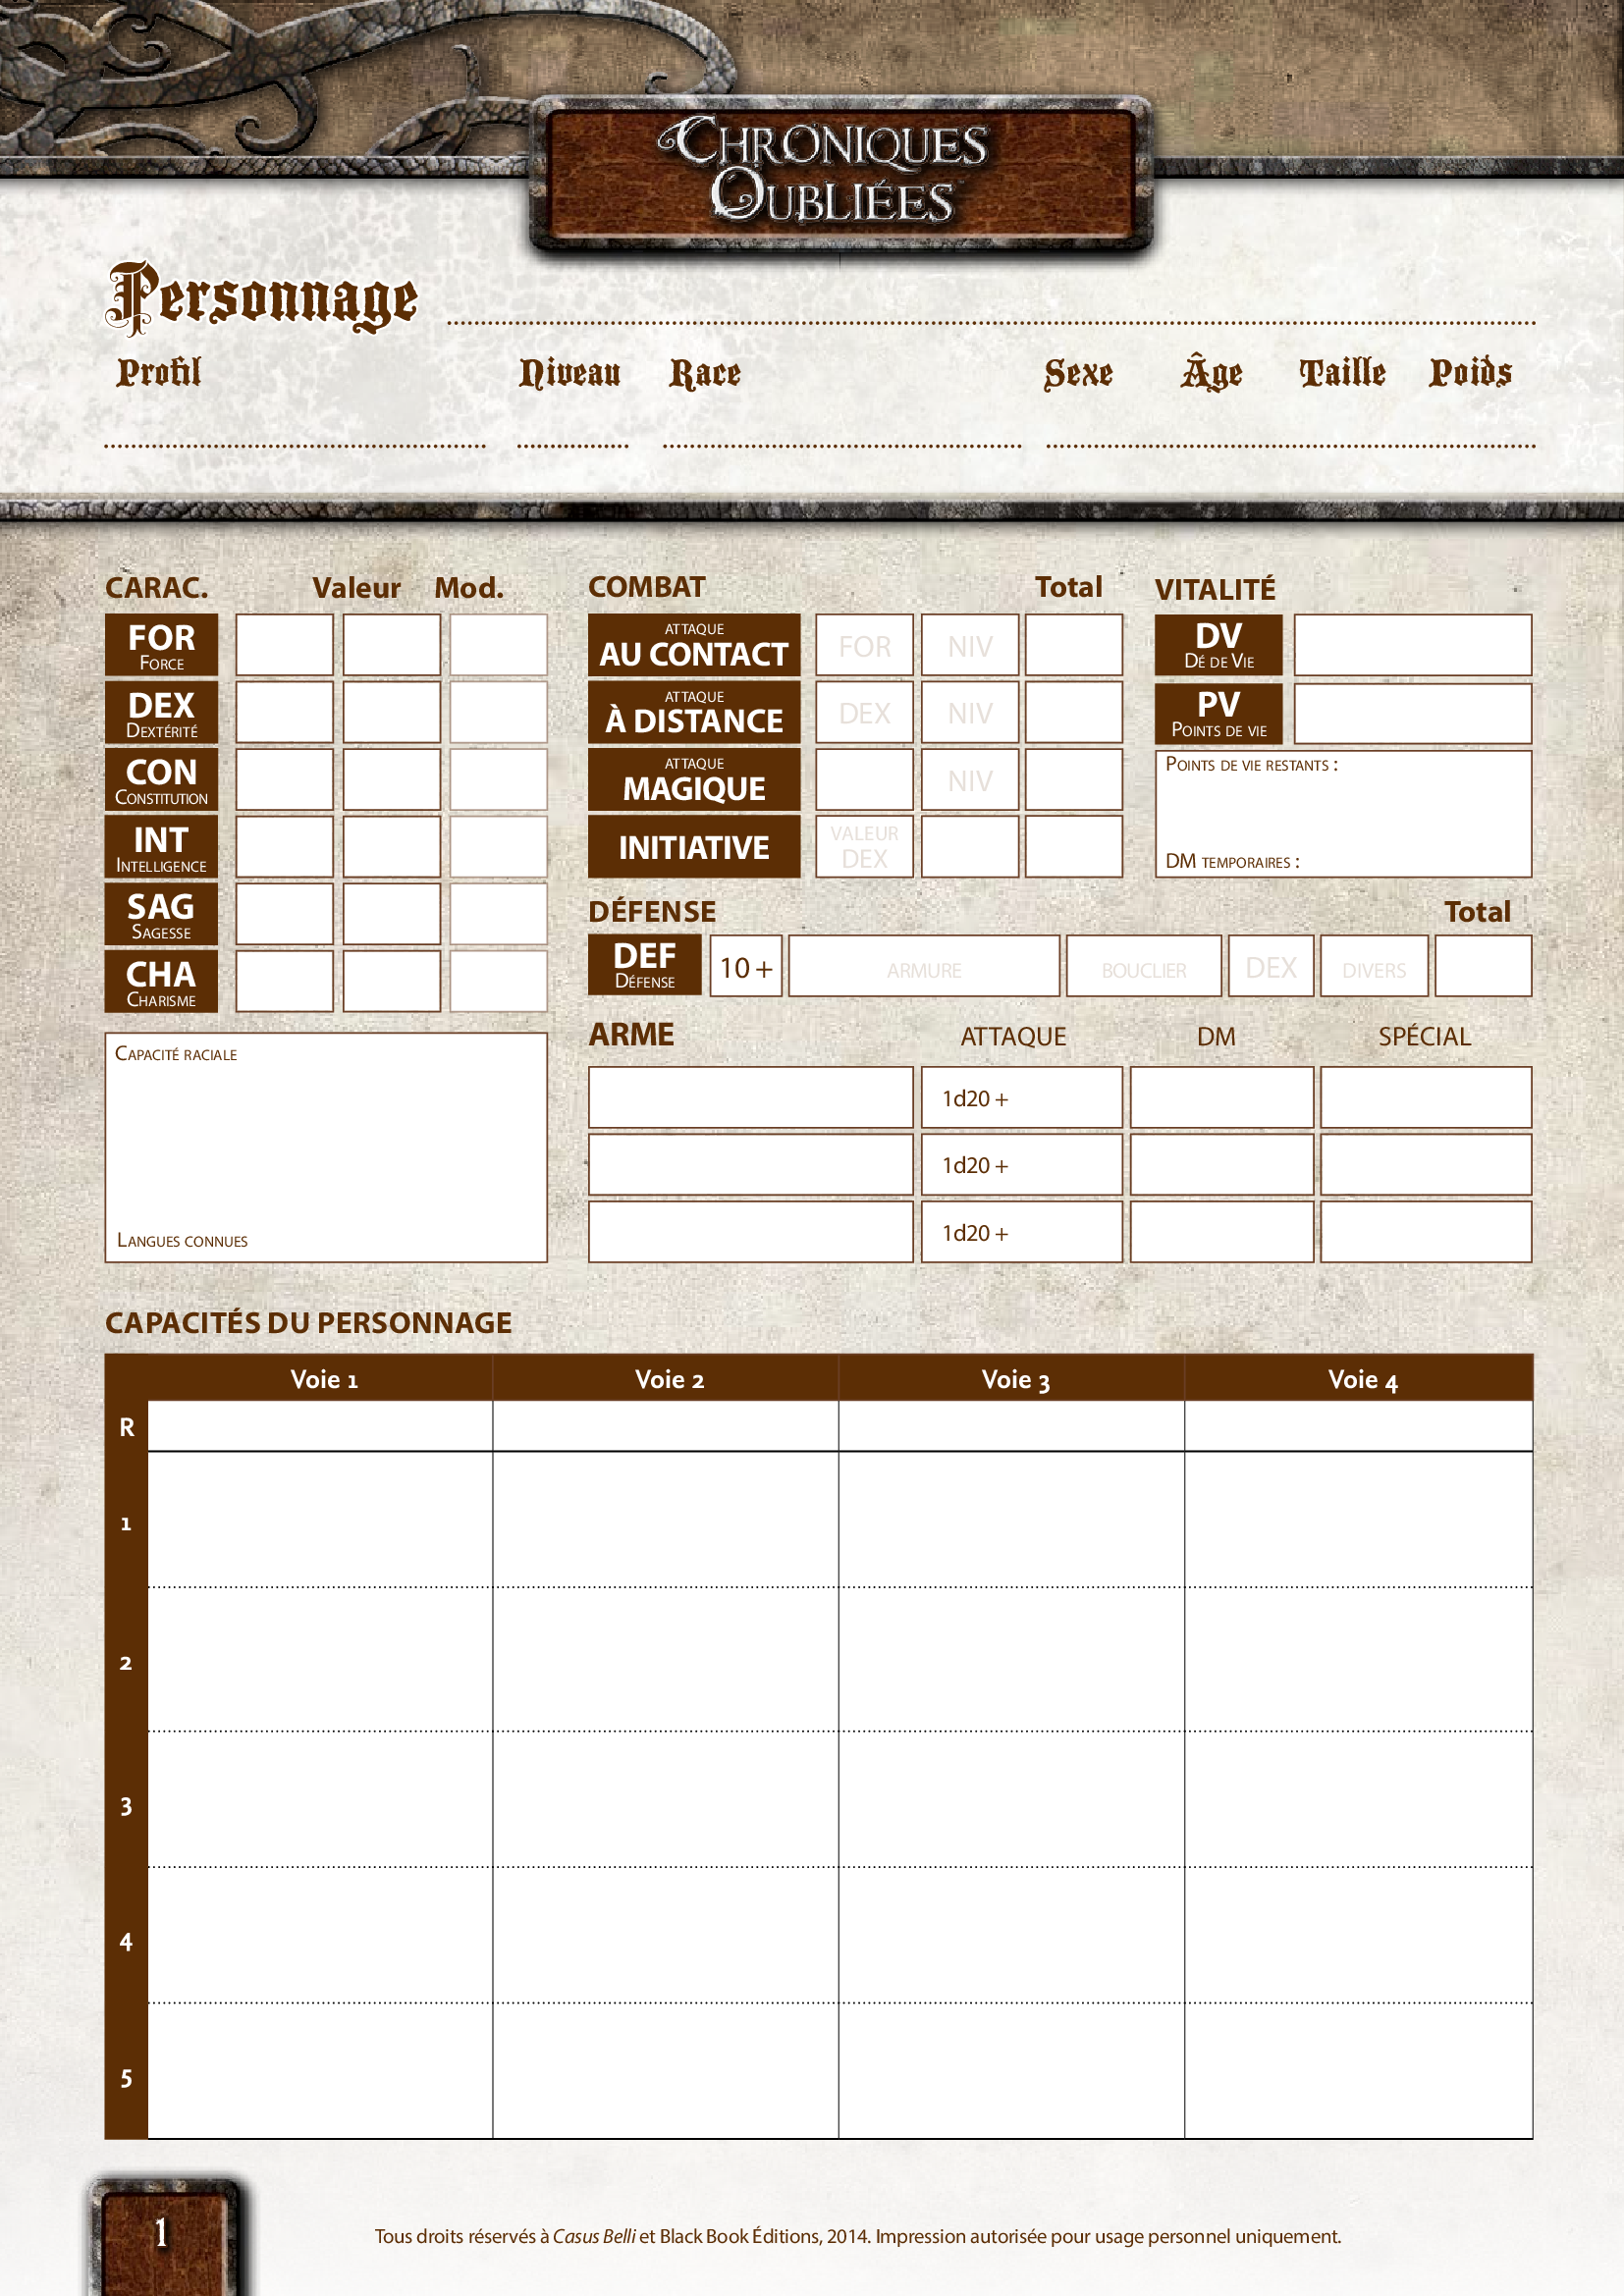 CHRONIQUES
OUBLIÉES
Personnage
Profil Niveau Race Sexe Âge Taille Poids
CARAC. Valeur Mod.
FOR
Force
DEX
Dextérité
CON
Constitution
INT
Intelligence
SAG
Sagesse
CHA
Charisme
Capacité raciale
Langues connues
COMBAT Total
ATTAQUE
AU CONTACT FOR NIV
ATTAQUE
À DISTANCE DEX NIV
ATTAQUE
MAGIQUE NIV
INITIATIVE VALEUR
DEX
VITALITÉ
DV
Dé de Vie
PV
Points de vie
Points de vie restants :
DM temporaires :
DÉFENSE Total
DEF
Défense
10 + ARMURE BOUCLIER DEX DIVERS
ARME ATTAQUE DM SPÉCIAL
1d20 +
1d20 +
1d20 +
CAPACITÉS DU PERSONNAGE
Voie 1 Voie 2 Voie 3 Voie 4
R
1
2
3
4
5
1
Tous droits réservés à Casus Belli et Black Book Éditions, 2014. Impression autorisée pour usage personnel uniquement.